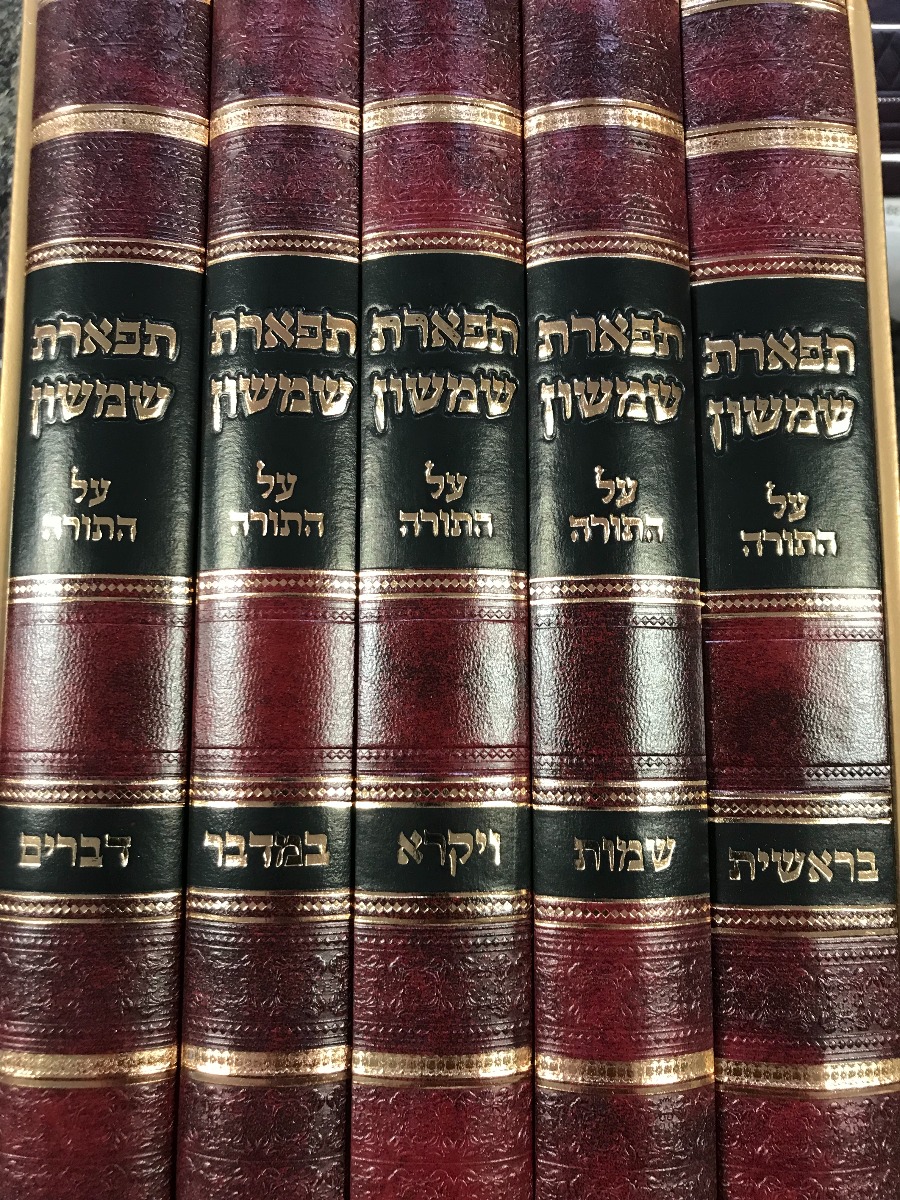 תפארת
שמשון
על
התורה
בראשית
תפארת
שמשון
על
התורה
שמות
תפארת
שמשון
על
התורה
ויקרא
תפארת
שמשון
על
התורה
במדבר
תפארת
שמשון
על
התורה
דברים